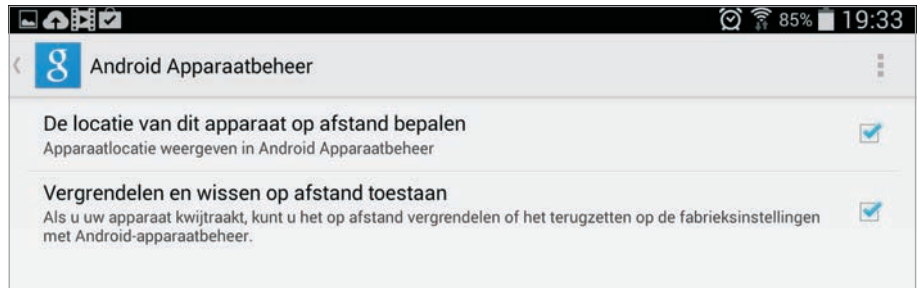 85% 19:33
Android Apparaatbeheer
De locatie van dit apparaat op afstand bepalen
Apparaatlocatie weergeven in Android Apparaatbeheer
Vergrendelen en wissen op afstand toestaan
Als u uw apparaat kwijtraakt, kunt u het op afstand vergrendelen of het terugzetten op de fabrieksinstellingen
met Android-apparaatbeheer.